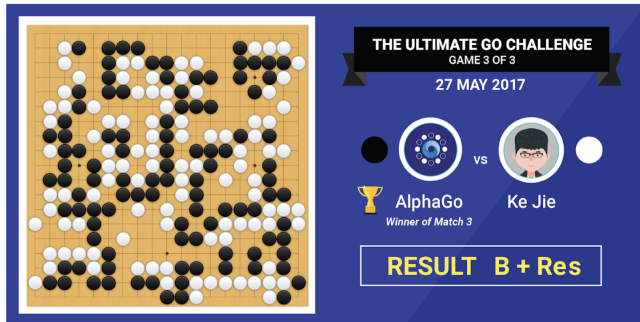 THE ULTIMATE GO CHALLENGE
GAME 3 OF 3
27 MAY 2017
VS
AlphaGo
Ke Jie
Winner of Match 3
RESULT B + Res